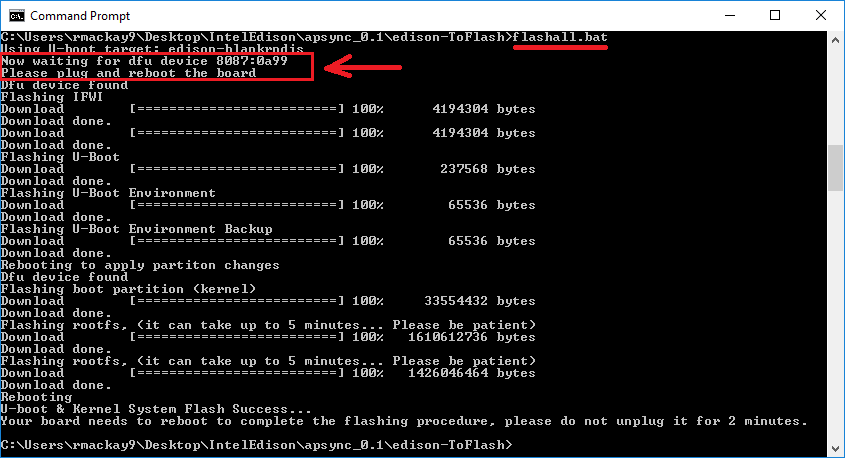 Command Prompt
C:\Users\rmackay9\Desktop\IntelEdison\apsync_0.1\edison-ToFlash>flashall.bat
Using U-boot target: edison-blankrndis
Now waiting for dfu device 8087:0a99
Please plug and reboot the board
Dfu device found
Flashing IFWI
Download [=========================] 100% 4194304 bytes
Download done.
Download [=========================] 100% 4194304 bytes
Download done.
Flashing U-Boot
Download [=========================] 100% 237568 bytes
Download done.
Flashing U-Boot Environment
Download [=========================] 100% 65536 bytes
Download done.
Flashing U-Boot Environment Backup
Download [=========================] 100% 65536 bytes
Download done.
Rebooting to apply partiton changes
Dfu device found
Flashing boot partition (kernel)
Download [=========================] 100% 33554432 bytes
Download done.
Flashing rootfs, (it can take up to 5 minutes... Please be patient)
Download [=========================] 100% 1610612736 bytes
Download done.
Flashing rootfs, (it can take up to 5 minutes... Please be patient)
Download [=========================] 100% 1426046464 bytes
Download done.
Rebooting
U-boot & Kernel System Flash Success...
Your board needs to reboot to complete the flashing procedure, please do not unplug it for 2 minutes.
C:\Users\rmackay9\Desktop\IntelEdison\apsync_0.1\edison-ToFlash>